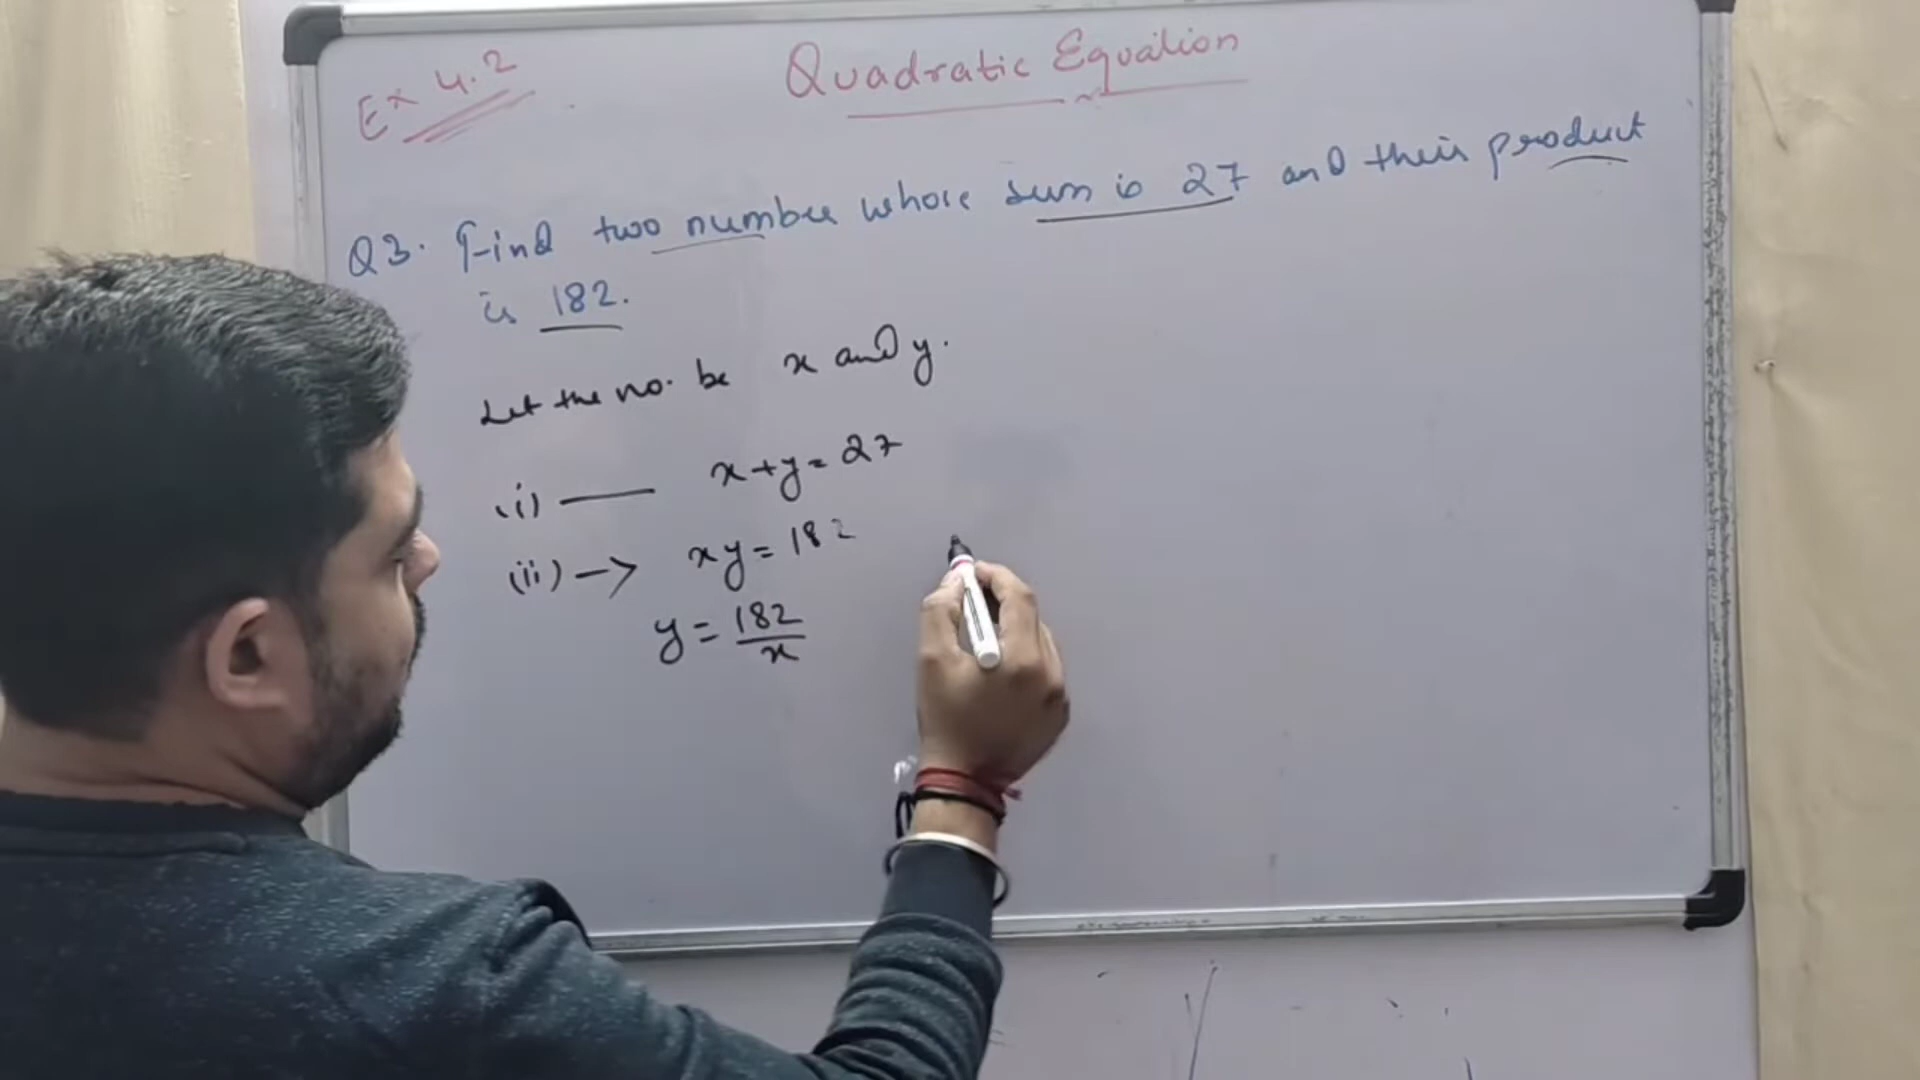 Ex 4.2
Quadratic Equation
Q3. Find two number whose sum is 27 and their product
is 182.
Let the no. be x and y.
(i) — x+y=27
(ii) -> xy=182
y = 182/x